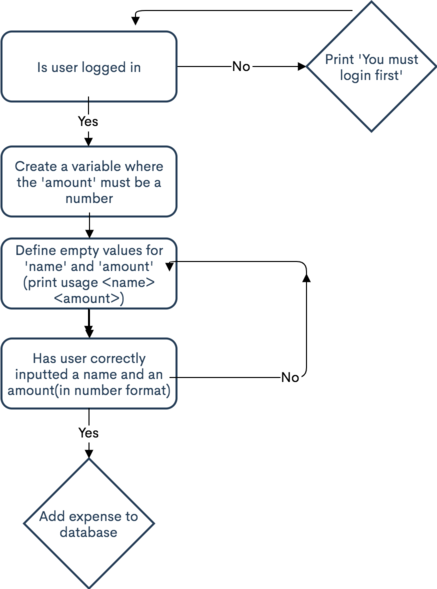 Is user logged in
No
Print 'You must
login first'
Yes
Create a variable where
the 'amount' must be a
number
Define empty values for
'name' and 'amount'
(print usage <name>
<amount>)
Has user correctly
inputted a name and an
amount(in number format)
No
Yes
Add expense to
database